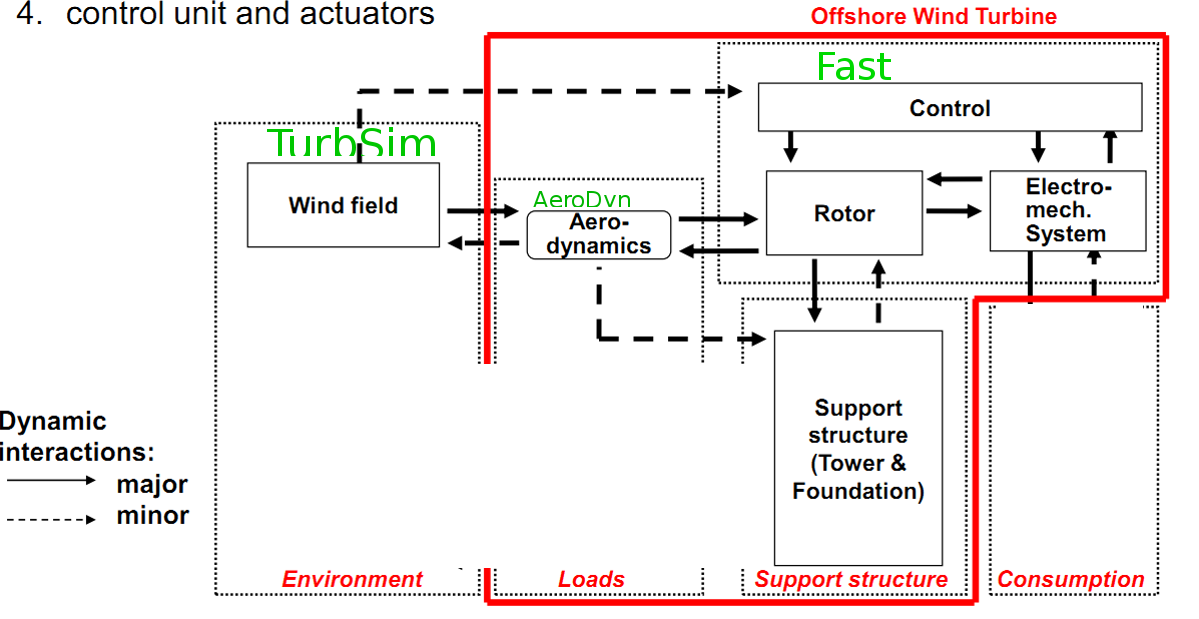 4. control unit and actuators
Offshore Wind Turbine
Fast
Control
TurbSim
Wind field
AeroDyn
Aero-
dynamics
Rotor
Electro-
mech.
System
Support
structure
(Tower &
Foundation)
Dynamic
interactions:
major
minor
Environment
Loads
Support structure
Consumption